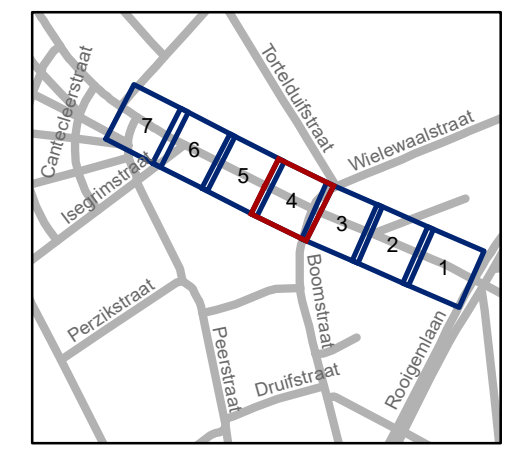 Tortelduifstraat
Cantecleerstraat
Wielewaalstraat
7
6
5
4
3
2
1
Isegrimstraat
Perzikstraat
Boomstraat
Peerstraat
Druifstraat
Rooigemlaan